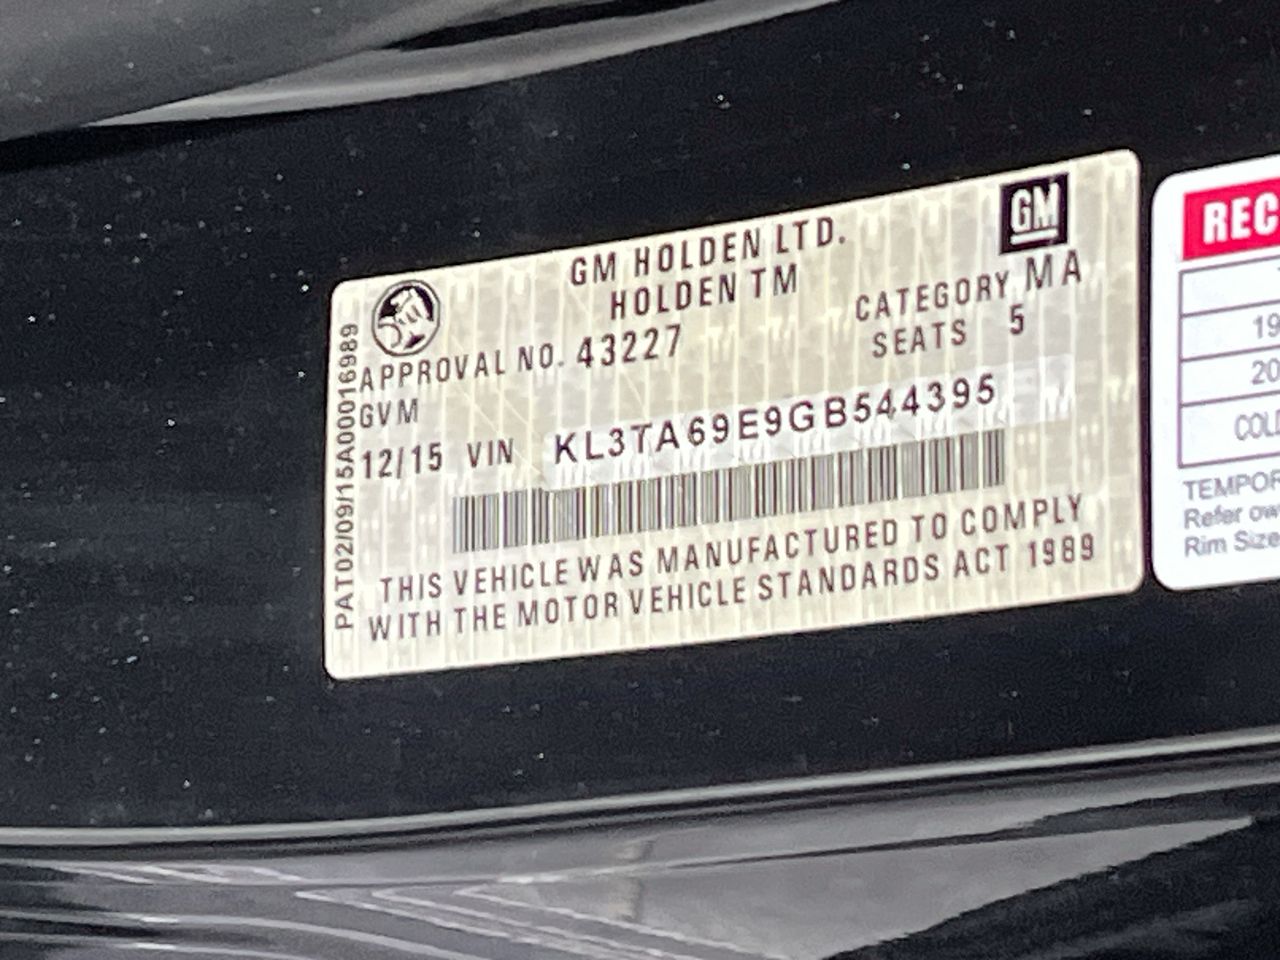 GM
GM HOLDEN LTD.
HOLDEN TM
CATEGORY MA
APPROVAL NO. 43227
SEATS 5
GVM
12/15 VIN KL3TA69E9GB544395
THIS VEHICLE WAS MANUFACTURED TO COMPLY
WITH THE MOTOR VEHICLE STANDARDS ACT 1989
PAT02/09/15A00016989
REC
19
20
COL
TEMPOR
Refer ow
Rim Size